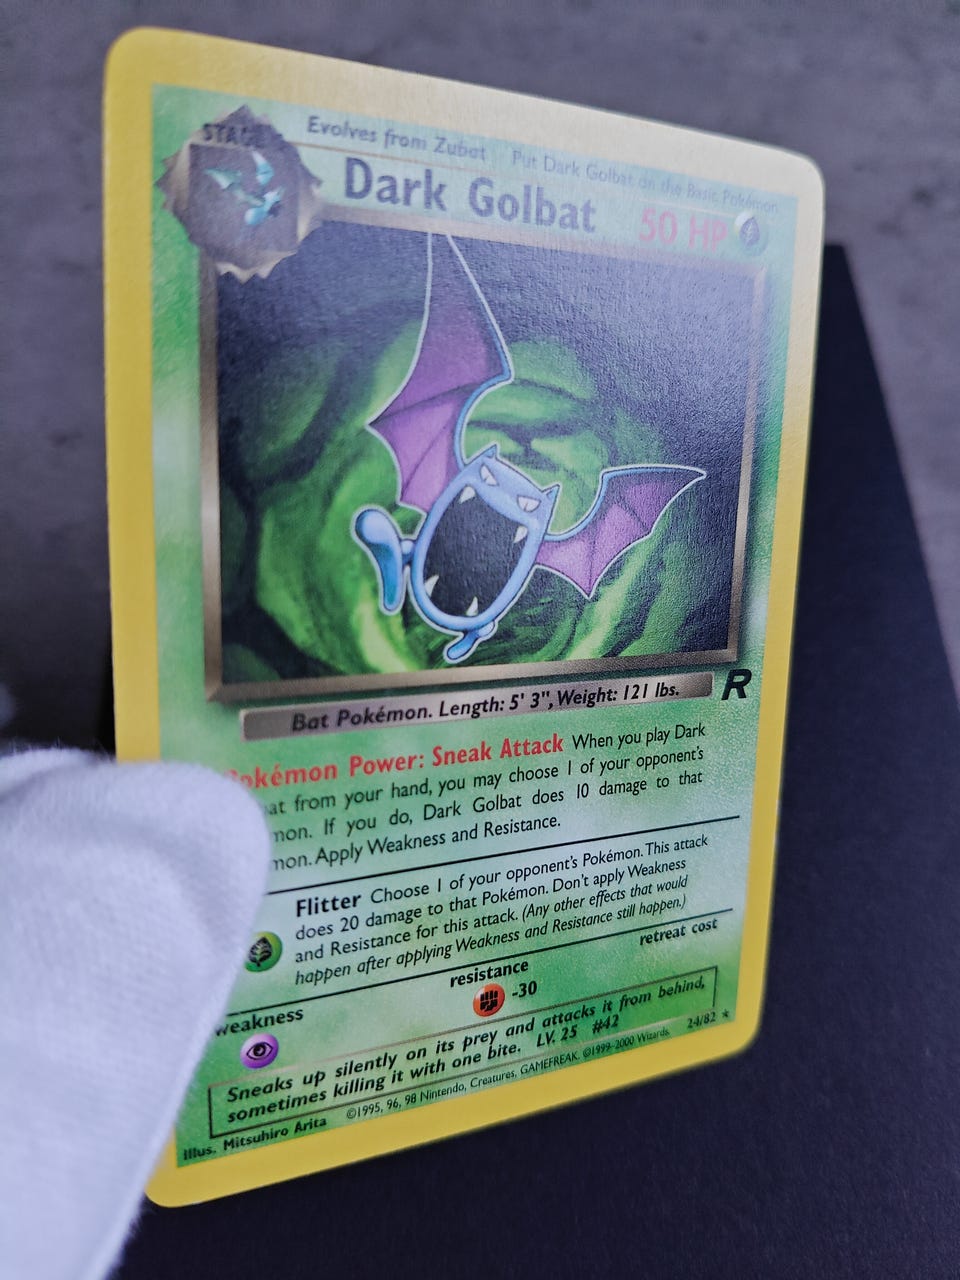 STAGE
Evolves from Zubat Put Dark Golbat on the Basic Pokémon
Dark Golbat 50 HP
Bat Pokémon. Length: 5' 3", Weight: 121 lbs.
R
Pokémon Power: Sneak Attack When you play Dark
at from your hand, you may choose 1 of your opponent's
mon. If you do, Dark Golbat does 10 damage to that
mon. Apply Weakness and Resistance.
Flitter Choose 1 of your opponent's Pokémon. This attack
does 20 damage to that Pokémon. Don't apply Weakness
and Resistance for this attack. (Any other effects that would
happen after applying Weakness and Resistance still happen.)
weakness resistance retreat cost
-30
Sneaks up silently on its prey and attacks it from behind,
sometimes killing it with one bite. LV. 25 #42
Illus. Mitsuhiro Arita ©1995, 96, 98 Nintendo, Creatures, GAMEFREAK. ©1999-2000 Wizards. 24/82 ★